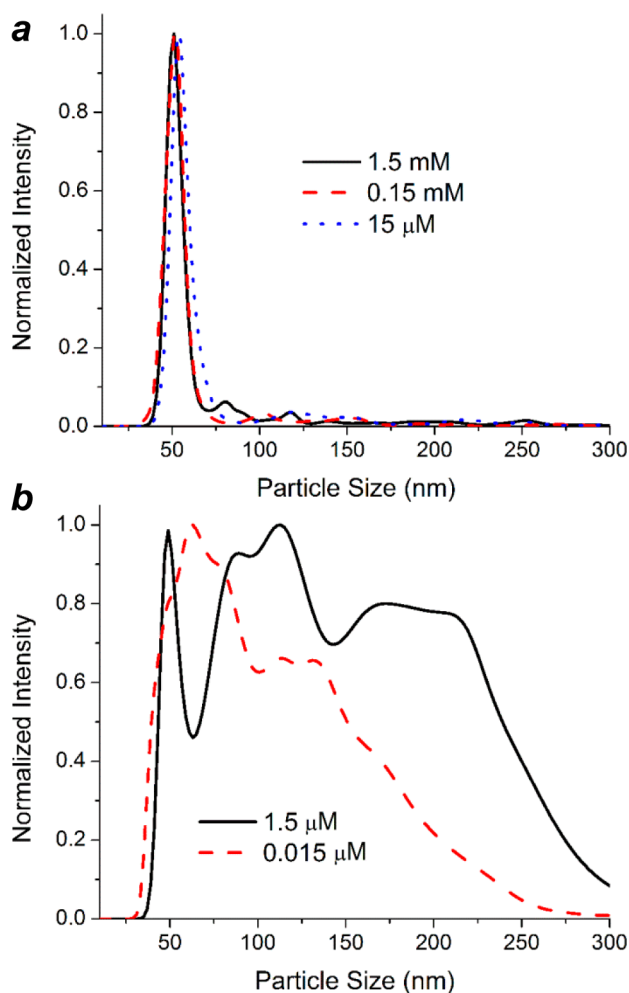 a
1.0
0.8
0.6
0.4
0.2
0.0
Normalized Intensity
1.5 mM
0.15 mM
15 μM
50 100 150 200 250 300
Particle Size (nm)
b
1.0
0.8
0.6
0.4
0.2
0.0
Normalized Intensity
1.5 μM
0.015 μM
50 100 150 200 250 300
Particle Size (nm)